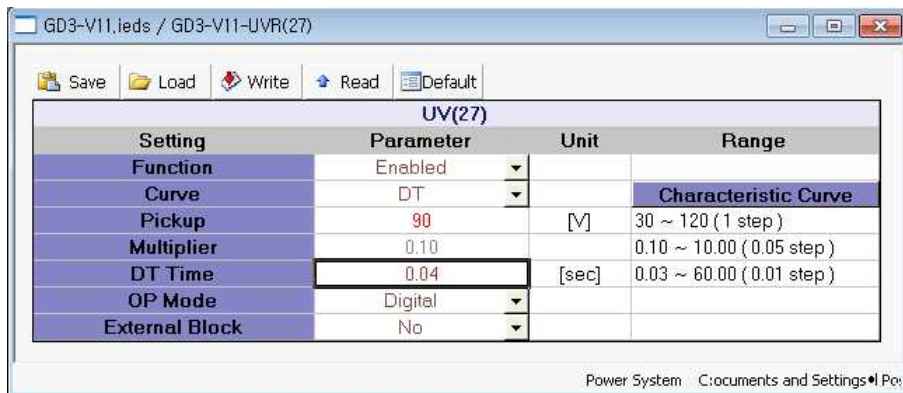 GD3-V11.ieds / GD3-V11-UVR(27)
Save Load Write Read Default
UV(27)
Setting Parameter Unit Range
Function Enabled
Curve DT Characteristic Curve
Pickup 90 [V] 30 ~ 120 ( 1 step )
Multiplier 0.10 0.10 ~ 10.00 ( 0.05 step )
DT Time 0.04 [sec] 0.03 ~ 60.00 ( 0.01 step )
OP Mode Digital
External Block No
Power System C:ocuments and Settings